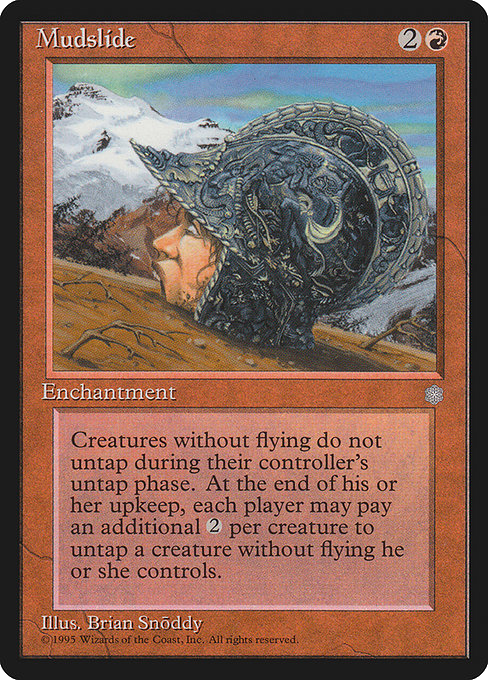 Mudslide 2
Enchantment
Creatures without flying do not
untap during their controller's
untap phase. At the end of his or
her upkeep, each player may pay
an additional 2 per creature to
untap a creature without flying he
or she controls.
Illus. Brian Snōddy
© 1995 Wizards of the Coast, Inc. All rights reserved.